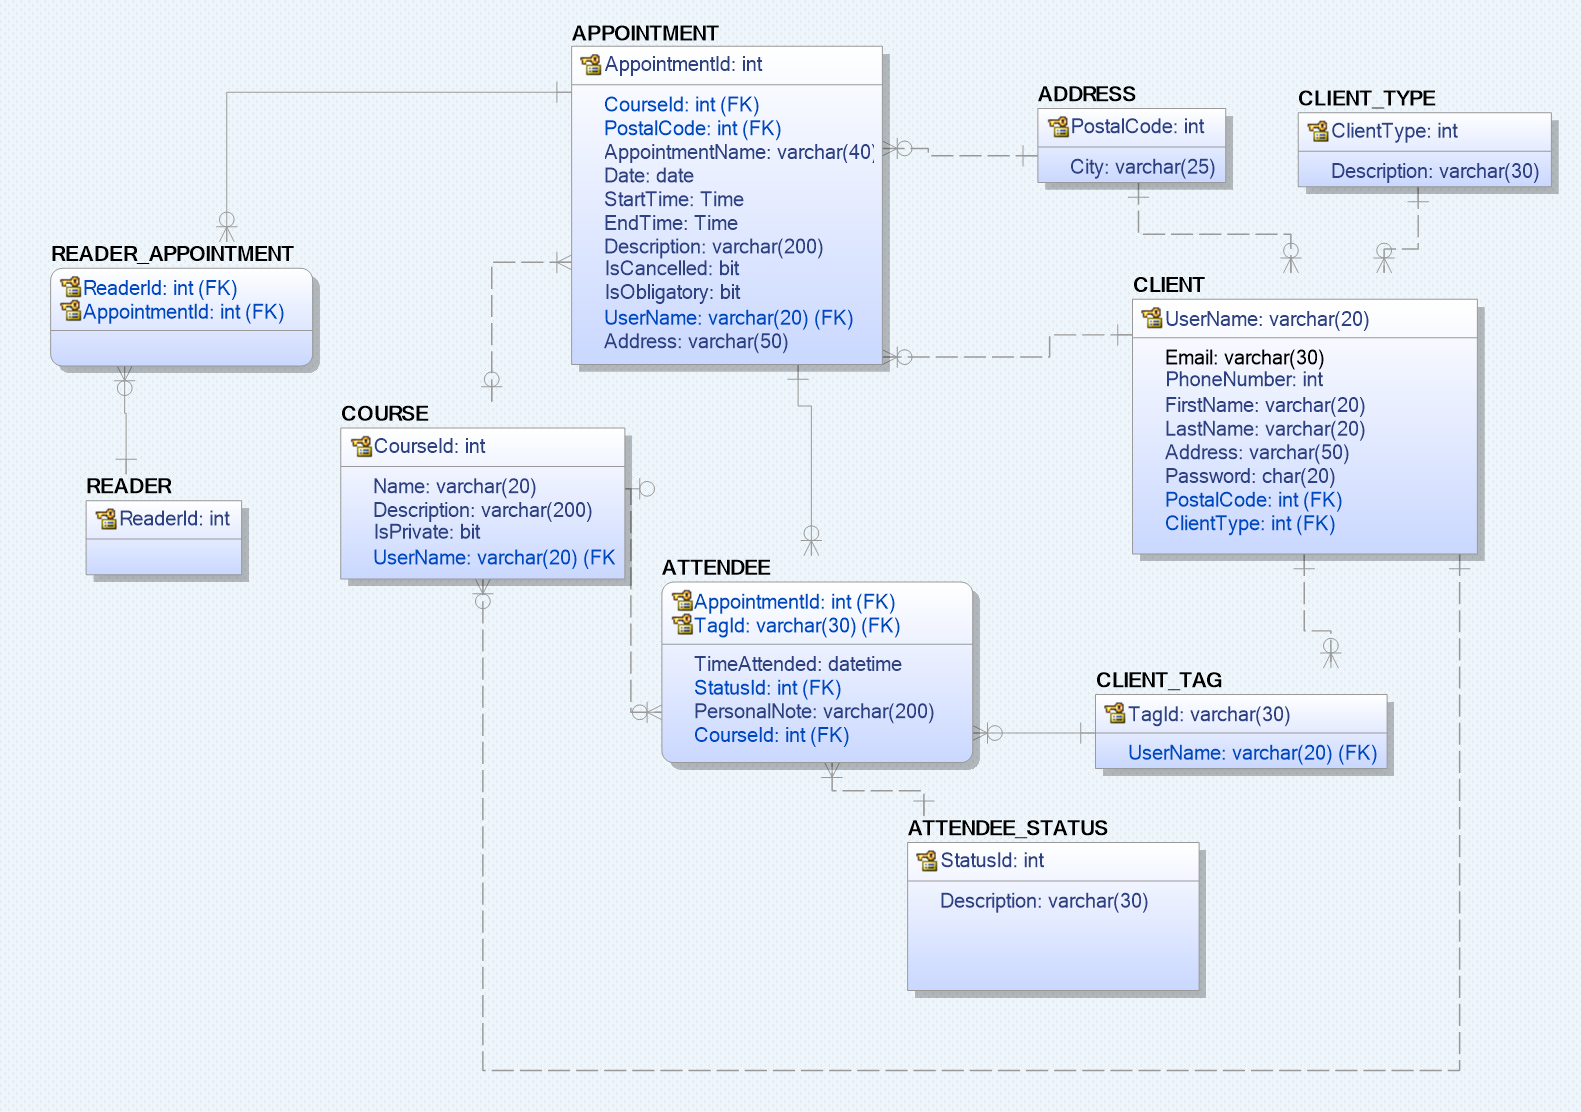 APPOINTMENT
AppointmentId: int
CourseId: int (FK)
PostalCode: int (FK)
AppointmentName: varchar(40)
Date: date
StartTime: Time
EndTime: Time
Description: varchar(200)
IsCancelled: bit
IsObligatory: bit
UserName: varchar(20) (FK)
Address: varchar(50)
ADDRESS
PostalCode: int
City: varchar(25)
CLIENT_TYPE
ClientType: int
Description: varchar(30)
READER_APPOINTMENT
ReaderId: int (FK)
AppointmentId: int (FK)
CLIENT
UserName: varchar(20)
Email: varchar(30)
PhoneNumber: int
FirstName: varchar(20)
LastName: varchar(20)
Address: varchar(50)
Password: char(20)
PostalCode: int (FK)
ClientType: int (FK)
COURSE
CourseId: int
Name: varchar(20)
Description: varchar(200)
IsPrivate: bit
UserName: varchar(20) (FK
READER
ReaderId: int
ATTENDEE
AppointmentId: int (FK)
TagId: varchar(30) (FK)
TimeAttended: datetime
StatusId: int (FK)
PersonalNote: varchar(200)
CourseId: int (FK)
CLIENT_TAG
TagId: varchar(30)
UserName: varchar(20) (FK)
ATTENDEE_STATUS
StatusId: int
Description: varchar(30)